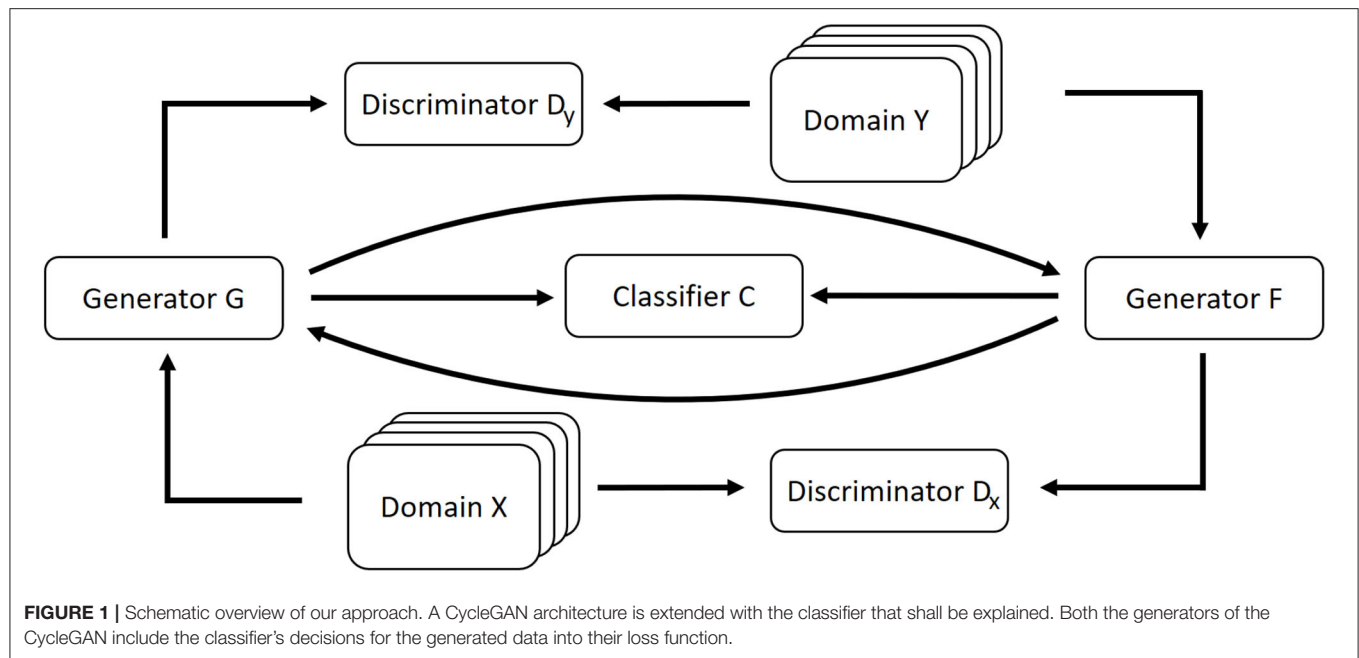 Discriminator Dy
Domain Y
Generator G
Classifier C
Generator F
Domain X
Discriminator Dx
FIGURE 1 | Schematic overview of our approach. A CycleGAN architecture is extended with the classifier that shall be explained. Both the generators of the
CycleGAN include the classifier’s decisions for the generated data into their loss function.